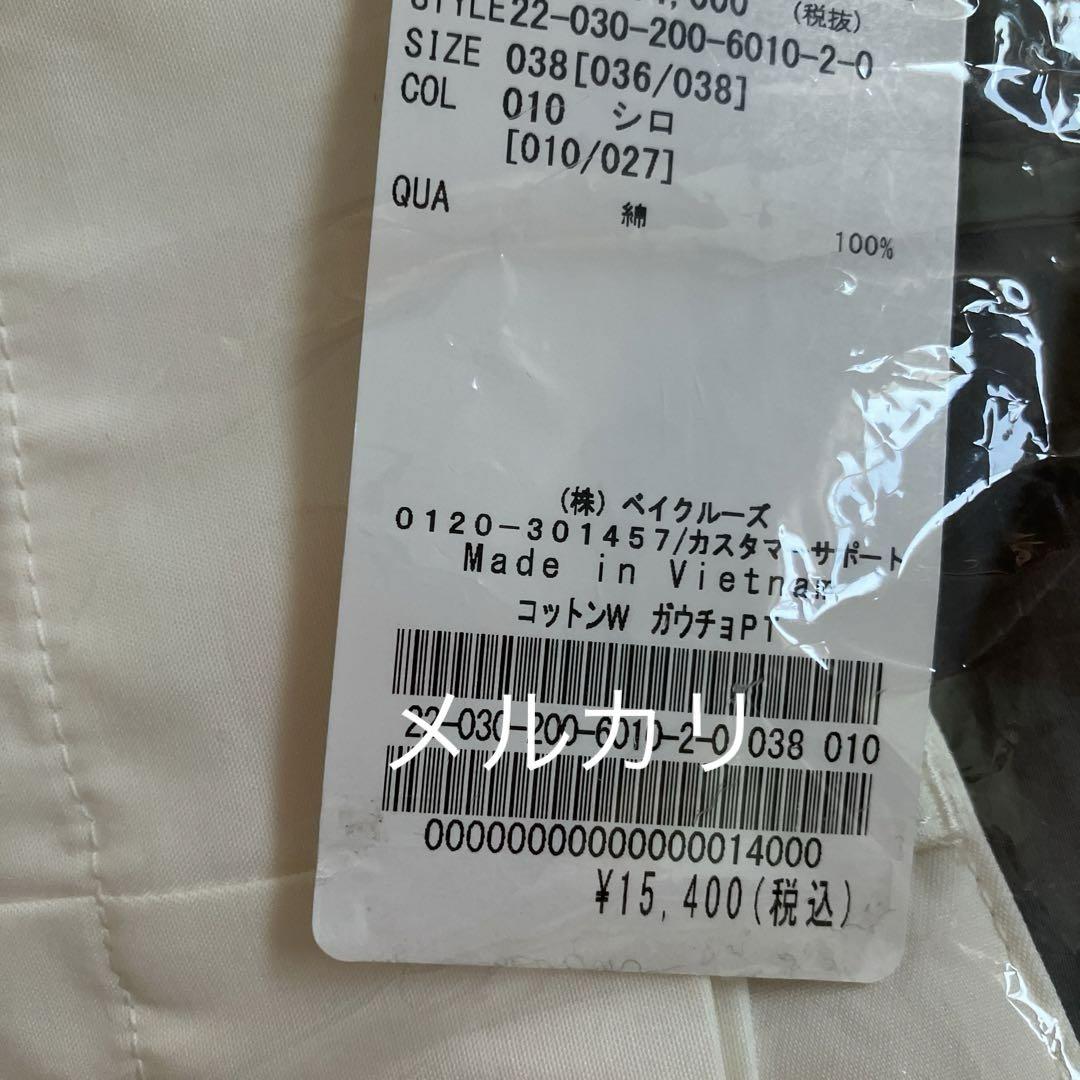 (税抜)
STYLE22-030-200-6010-2-0
SIZE 038[036/038]
COL 010 シロ
[010/027]
QUA 綿
100%
(株) ベイクルーズ
0120-301457/カスタマーサポート
Made in Vietnam
コットンW ガウチョPT
22-030-200-6010-2-0 038 010
メルカリ
00000000000000014000
¥15,400(税込)